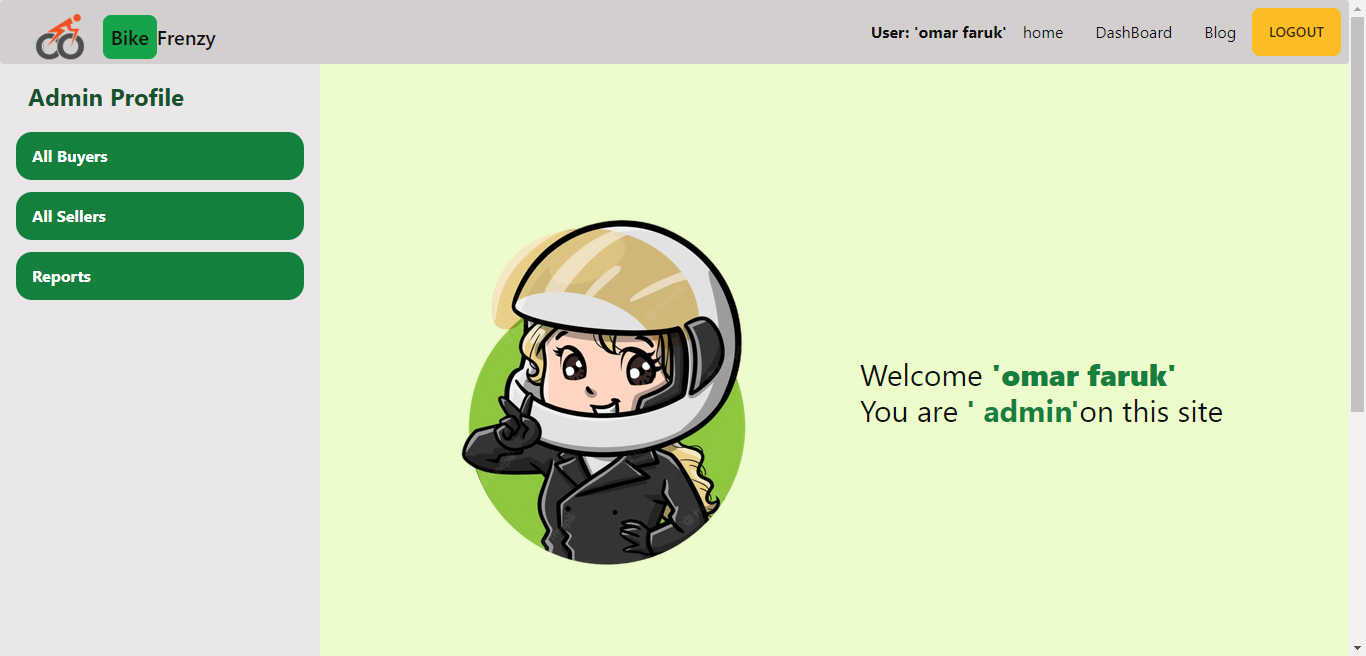 Bike Frenzy
User: 'omar faruk' home DashBoard Blog LOGOUT
Admin Profile
All Buyers
All Sellers
Reports
Welcome 'omar faruk'
You are ' admin'on this site